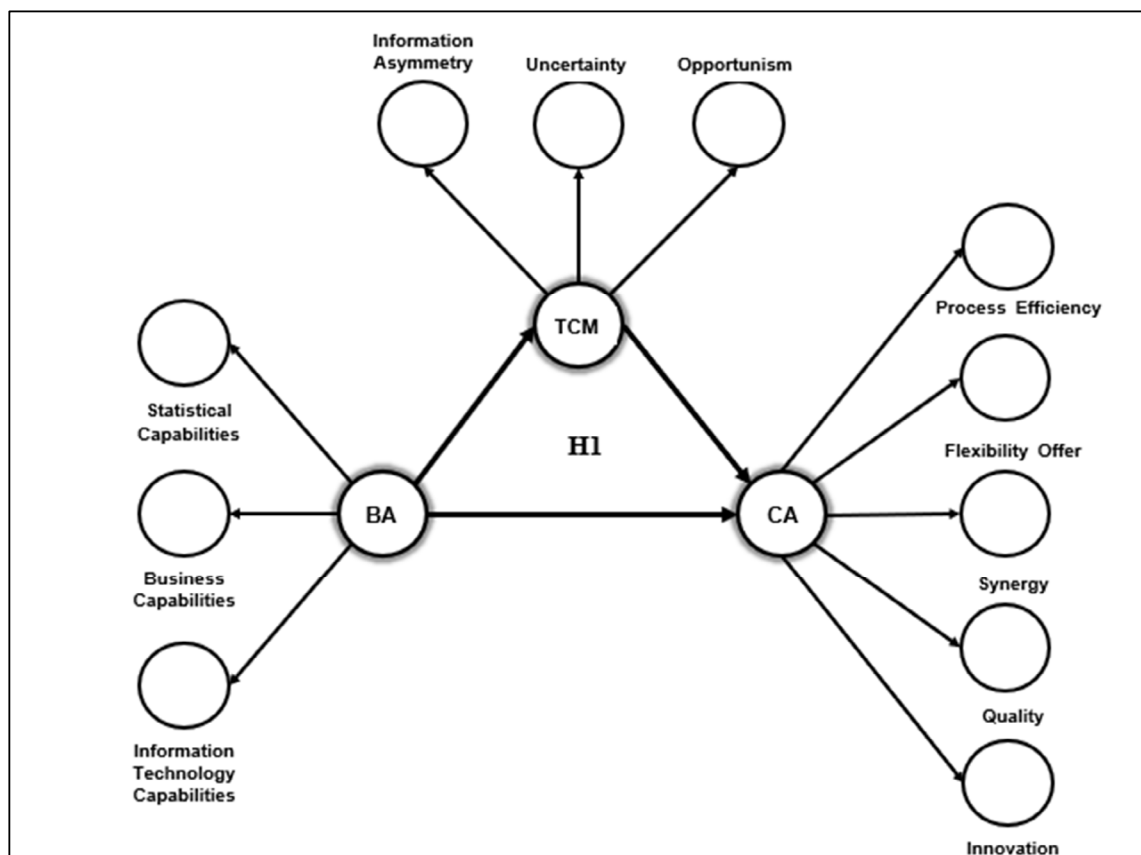 Information
Asymmetry
Uncertainty
Opportunism
Process Efficiency
TCM
Statistical
Capabilities
H1
Flexibility Offer
BA
CA
Business
Capabilities
Synergy
Quality
Information
Technology
Capabilities
Innovation